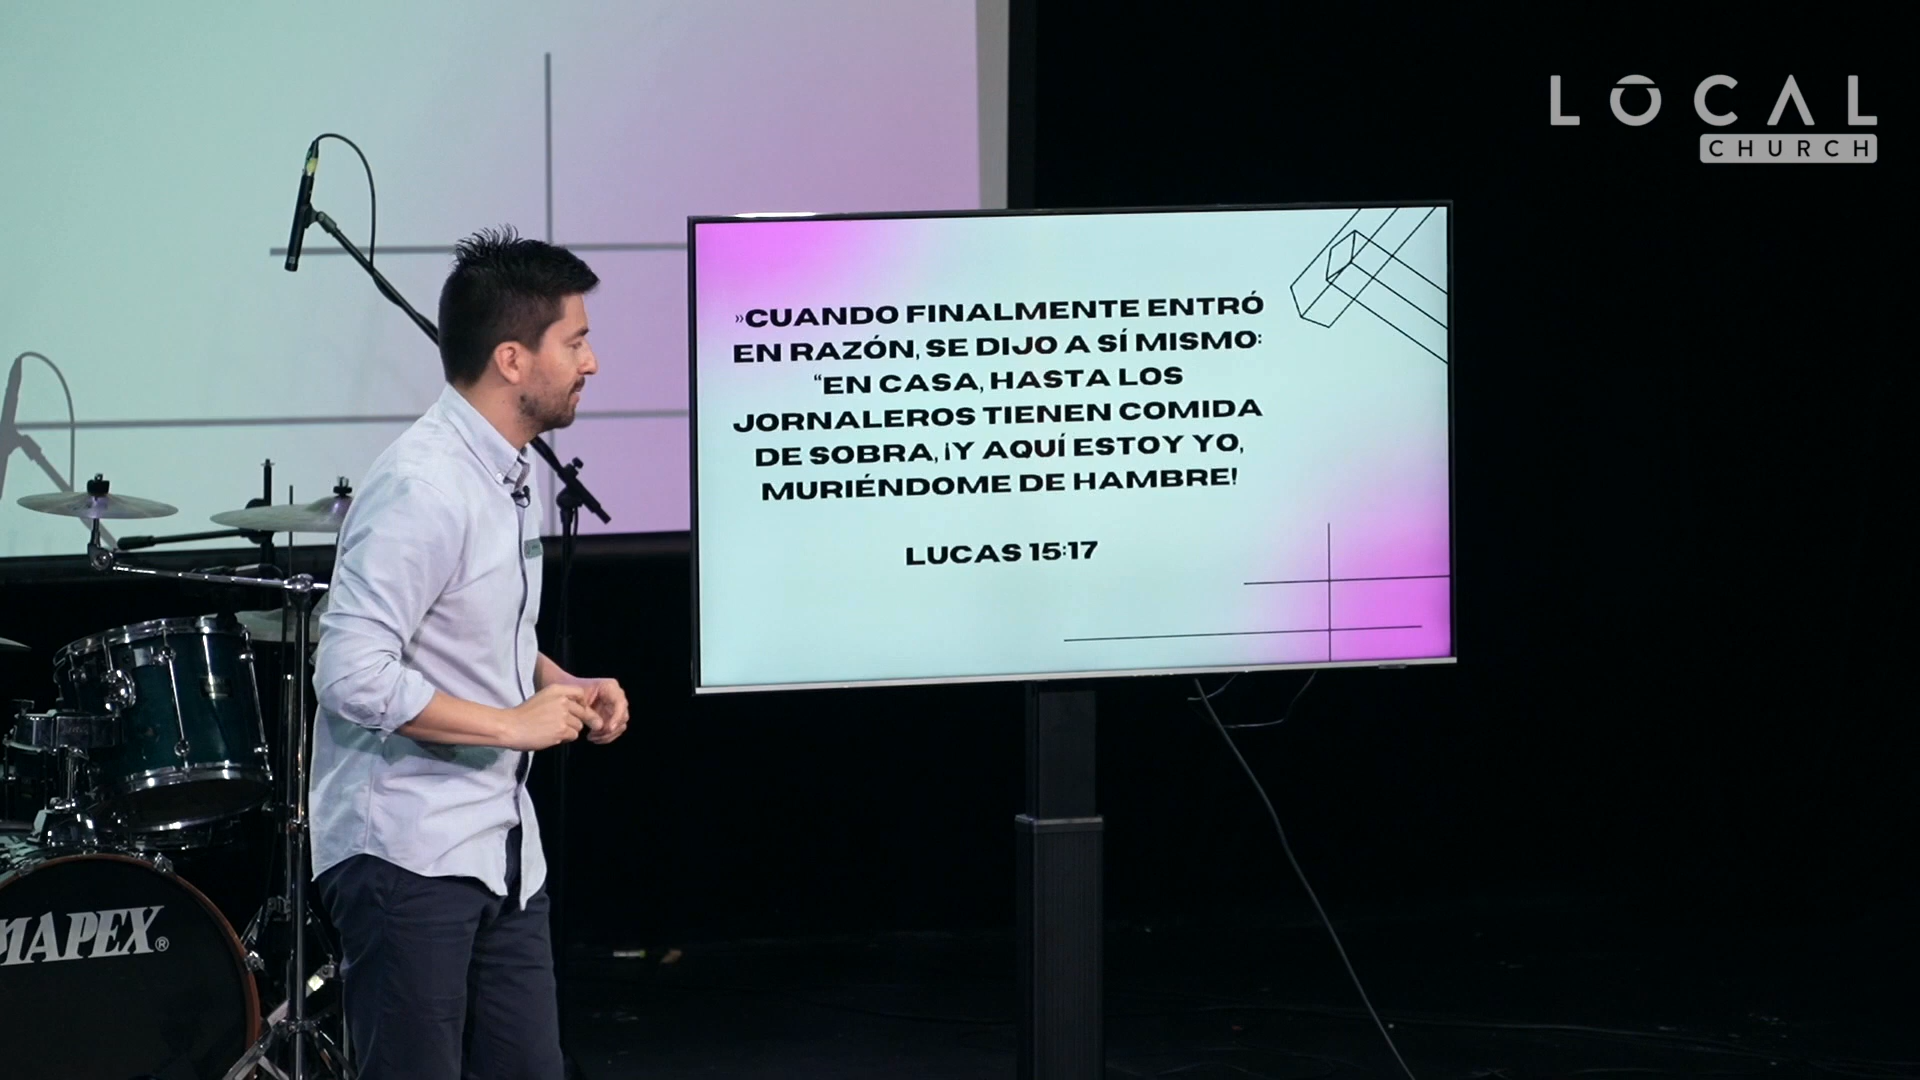 LOCAL
CHURCH
»CUANDO FINALMENTE ENTRÓ
EN RAZÓN, SE DIJO A SÍ MISMO:
“EN CASA, HASTA LOS
JORNALEROS TIENEN COMIDA
DE SOBRA, ¡Y AQUÍ ESTOY YO,
MURIÉNDOME DE HAMBRE!
LUCAS 15:17
MAPEX®